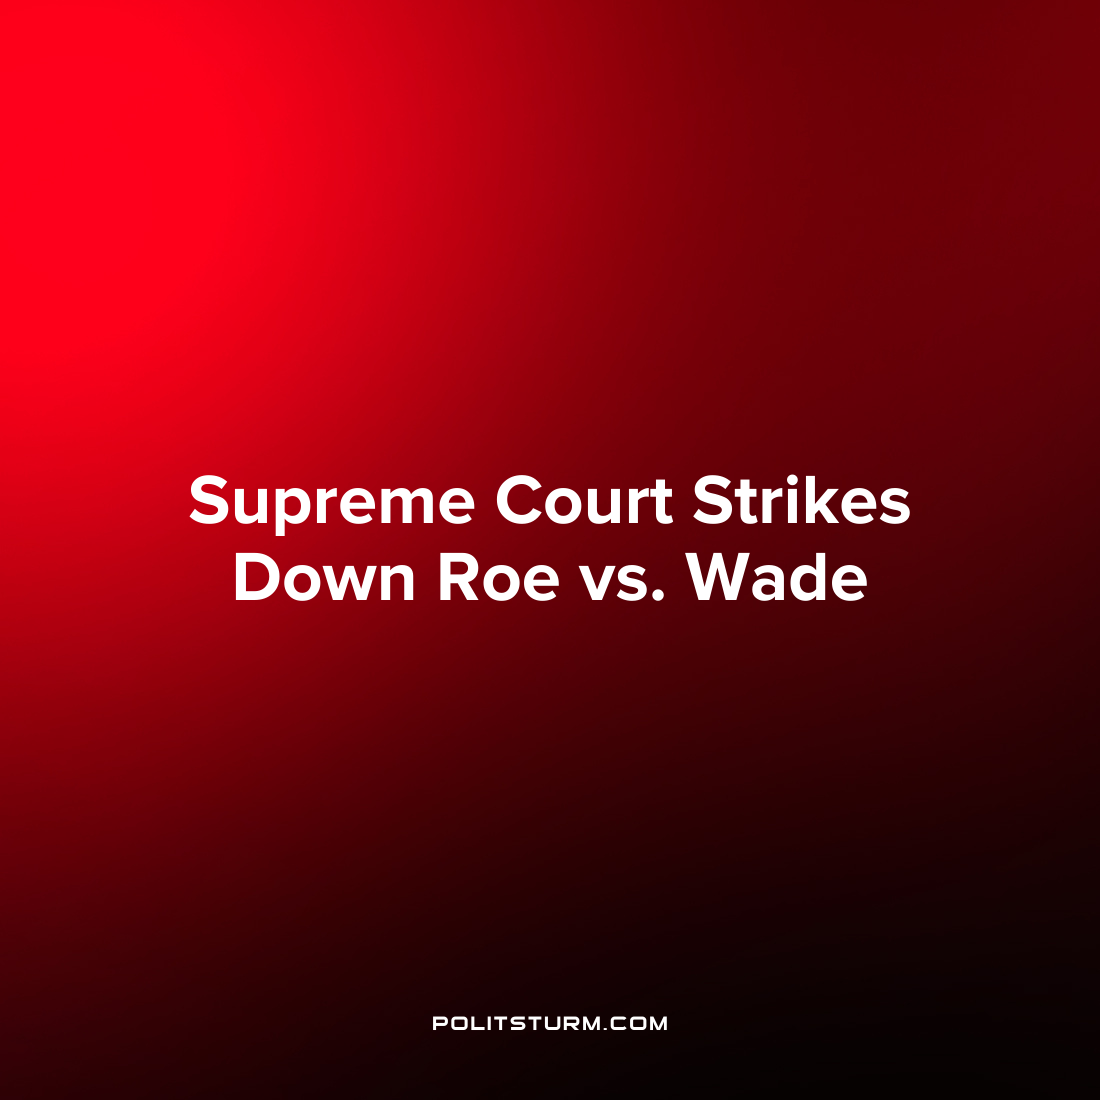 Supreme Court Strikes
Down Roe vs. Wade
POLITSTURM.COM